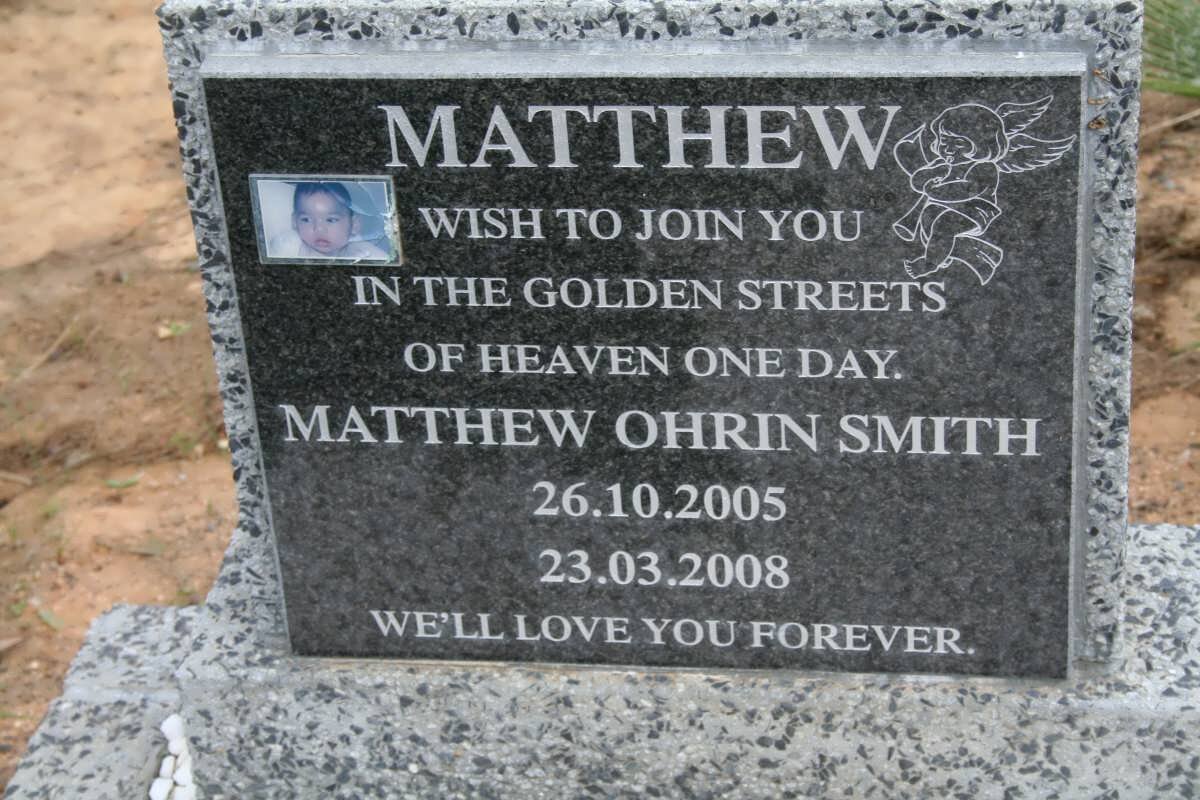 MATTHEW
WISH TO JOIN YOU
IN THE GOLDEN STREETS
OF HEAVEN ONE DAY.
MATTHEW OHRIN SMITH
26.10.2005
23.03.2008
WE'LL LOVE YOU FOREVER.